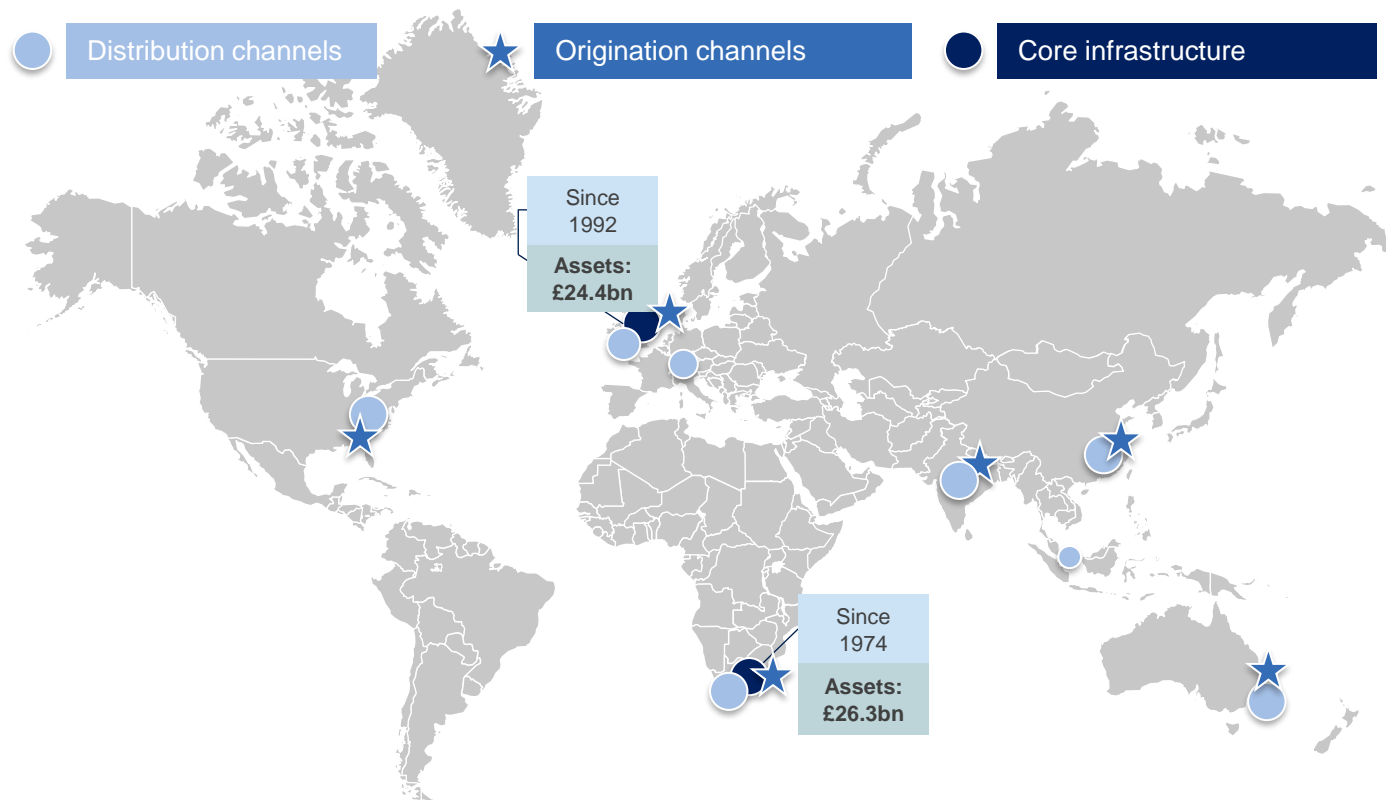 Distribution channels
Origination channels
Core infrastructure
Since
1992
Assets:
£24.4bn
Since
1974
Assets:
£26.3bn